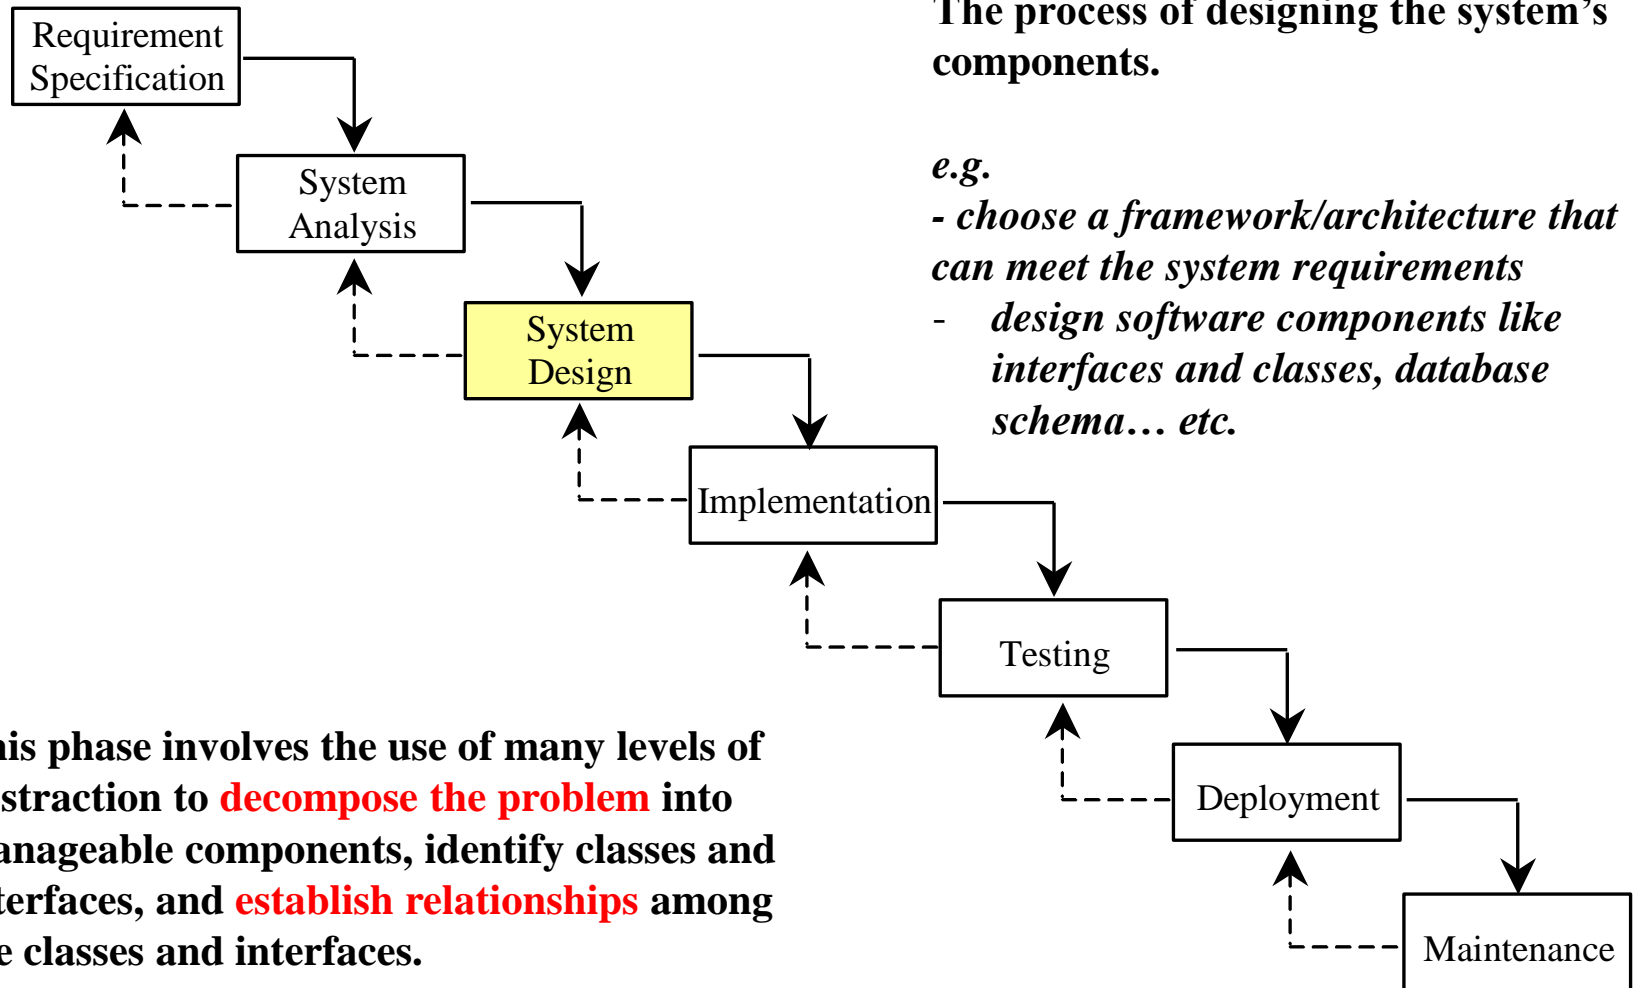 The process of designing the system’s
components.
e.g.
- choose a framework/architecture that
can meet the system requirements
- design software components like
interfaces and classes, database
schema… etc.
Requirement
Specification
System
Analysis
System
Design
Implementation
Testing
Deployment
Maintenance
his phase involves the use of many levels of
straction to decompose the problem into
anageable components, identify classes and
terfaces, and establish relationships among
e classes and interfaces.